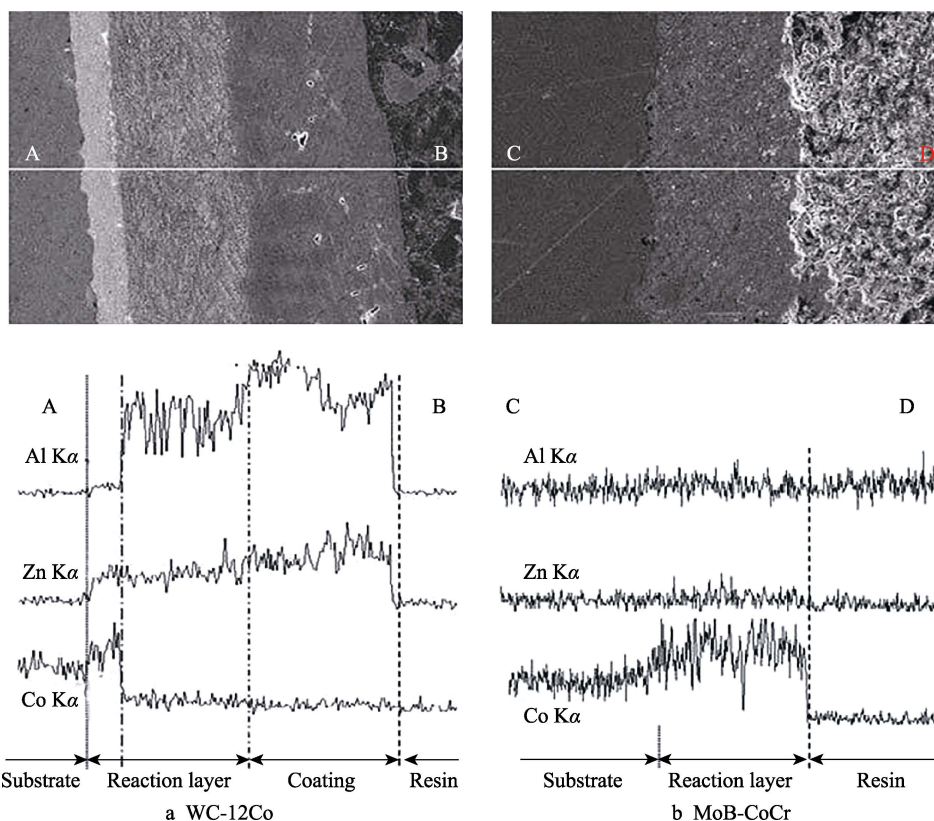 A
B
C
D
A
B
Al Kα
Zn Kα
Co Kα
C
D
Al Kα
Zn Kα
Co Kα
Substrate
Reaction layer
Coating
Resin
Substrate
Reaction layer
Resin
a WC-12Co
b MoB-CoCr